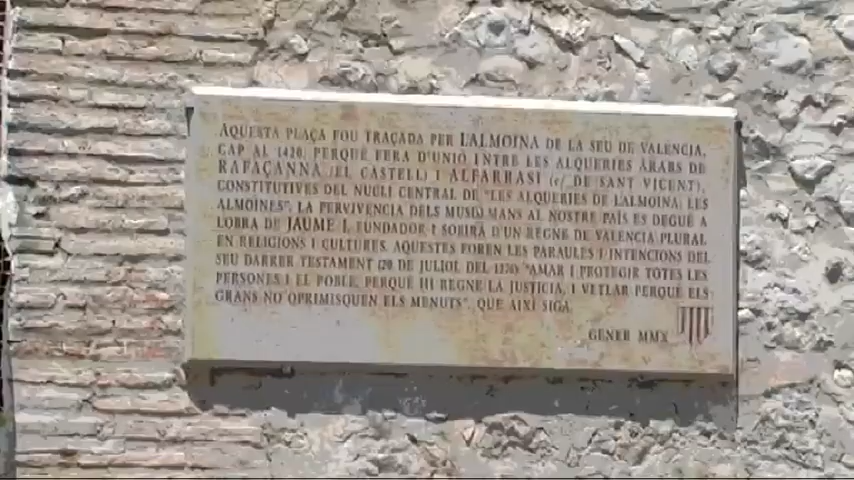 AQUESTA PLAÇA FOU TRAÇADA PER L'ALMOINA DE LA SEU DE VALENCIA,
CAP AL 1420, PERQUÈ FERA D'UNIÓ ENTRE LES ALQUERIES ÀRABS DE
RAFAÇANNA (EL CASTELL) I ALFARRASI (c/ DE SANT VICENT),
CONSTITUTIVES DEL NUCLI CENTRAL DE "LES ALQUERIES DE L'ALMOINA, LES
ALMOINES"; LA PERVIVENCIA DELS MUSULMANS AL NOSTRE PAÍS ES DEGUÉ A
L'OBRA DE JAUME I, FUNDADOR I SOBIRÀ D'UN REGNE DE VALENCIA PLURAL
EN RELIGIONS I CULTURES. AQUESTES FOREN LES PARAULES I INTENCIONS DEL
SEU DARRER TESTAMENT (20 DE JULIOL DEL 1276): "AMAR I PROTEGIR TOTES LES
PERSONES I EL POBLE, PERQUÈ HI REGNE LA JUSTÍCIA, I VETLAR PERQUÈ ELS
GRANS NO OPRIMISQUEN ELS MENUTS". QUE AIXÍ SIGA.
GENER MMX